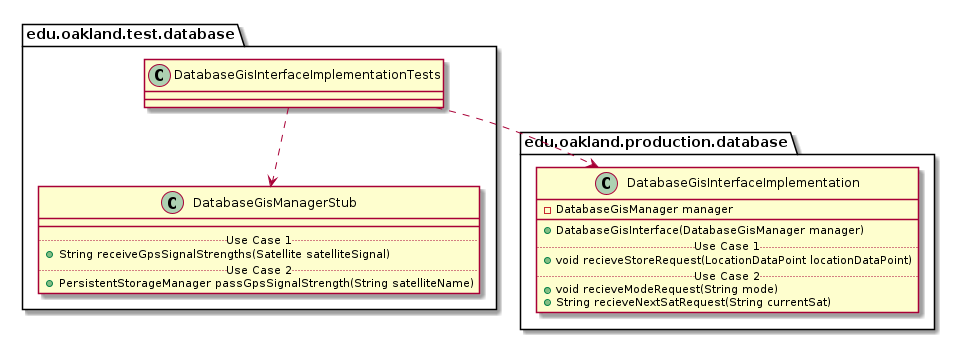 edu.oakland.test.database
C DatabaseGisInterfaceImplementationTests
edu.oakland.production.database
C DatabaseGisManagerStub
Use Case 1
String receiveGpsSignalStrengths(Satellite satelliteSignal)
Use Case 2
PersistentStorageManager passGpsSignalStrength(String satelliteName)
C DatabaseGisInterfaceImplementation
DatabaseGisManager manager
DatabaseGisInterface(DatabaseGisManager manager)
Use Case 1
void recieveStoreRequest(LocationDataPoint locationDataPoint)
Use Case 2
void recieveModeRequest(String mode)
String recieveNextSatRequest(String currentSat)